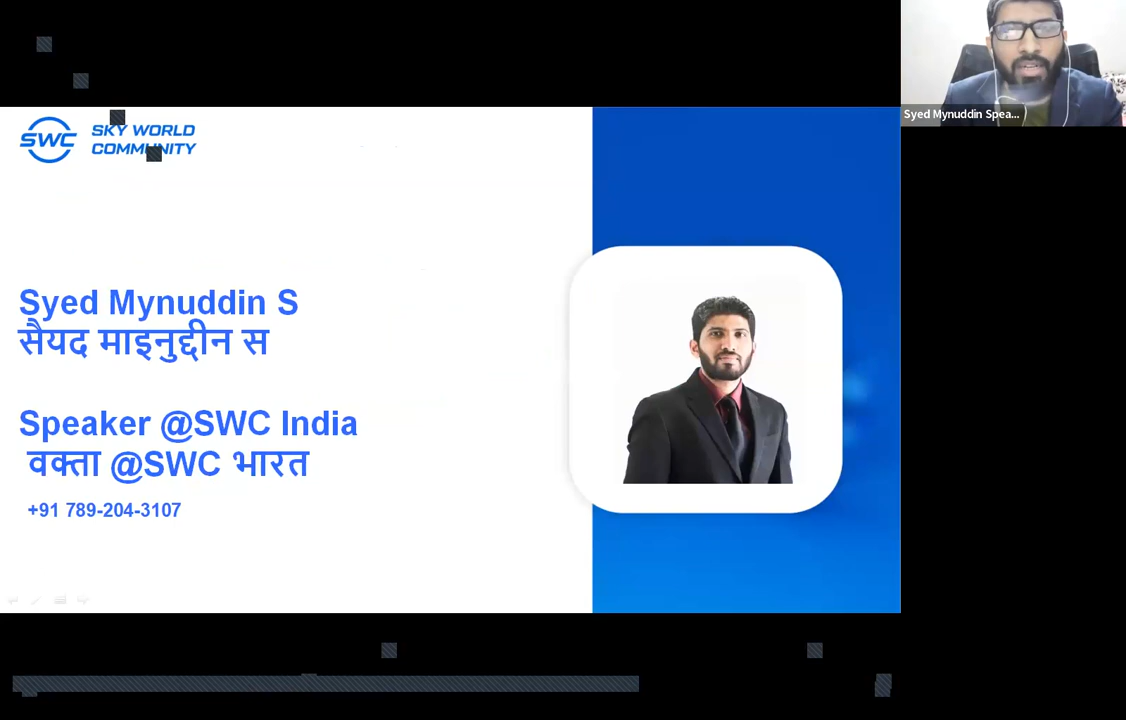 SWC SKY WORLD
COMMUNITY
Syed Mynuddin Spea...
Syed Mynuddin S
सैयद माइनुद्दीन स
Speaker @SWC India
वक्ता @SWC भारत
+91 789-204-3107